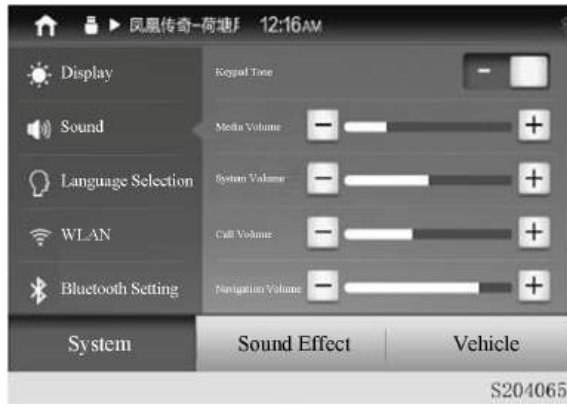 凤凰传奇-荷塘 12:16AM
Display
Keypad Tone
Sound
Media Volume
Language Selection
System Volume
WLAN
Call Volume
Bluetooth Setting
Navigation Volume
System
Sound Effect
Vehicle
S204065